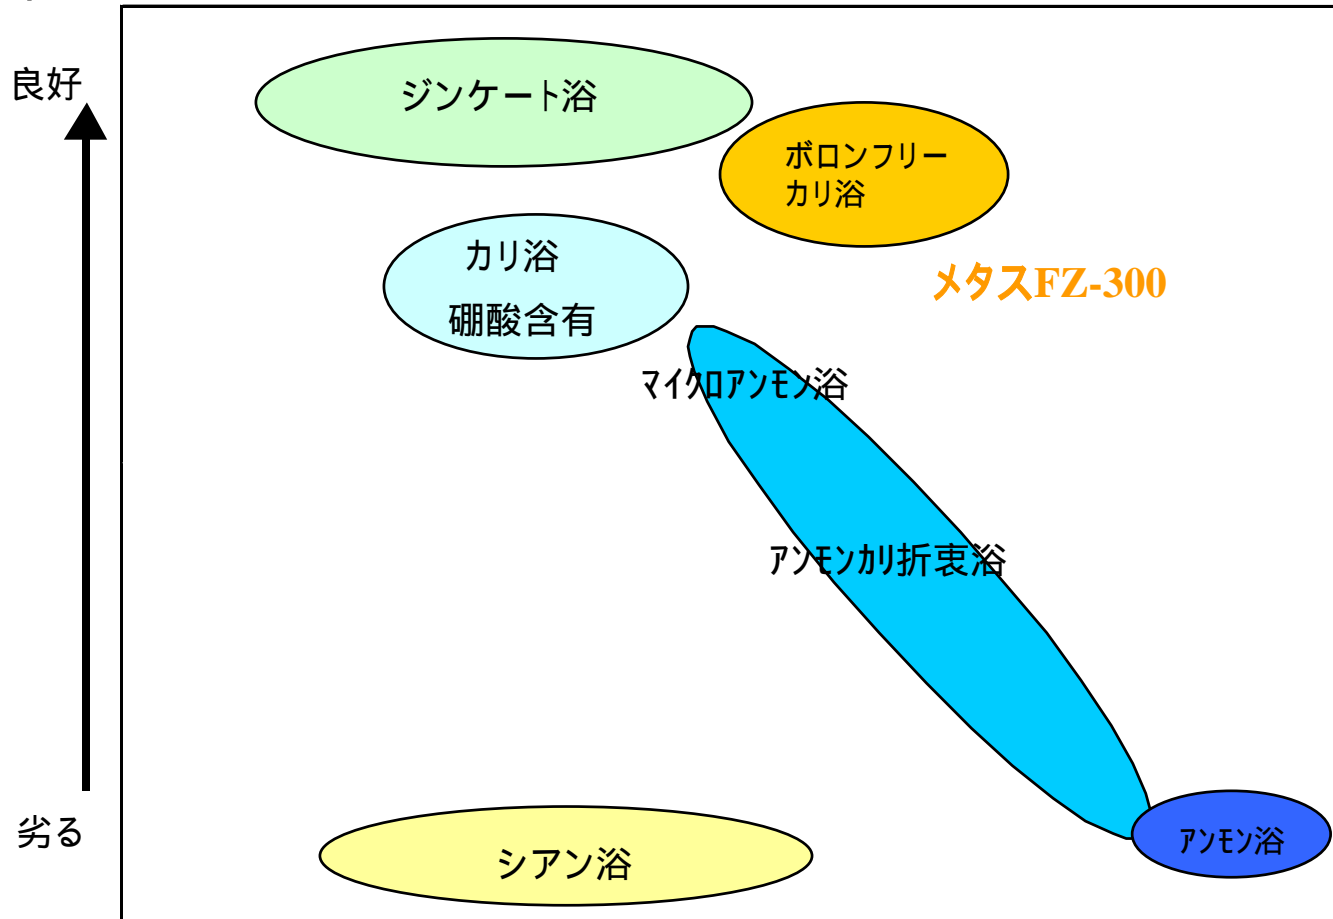 良好
ジンケート浴
ボロンフリー
カリ浴
カリ浴
硼酸含有
メタスFZ-300
ﾏｲｸﾛｱﾝﾓﾝ浴
ｱﾝﾓﾝｶﾘ折衷浴
劣る
シアン浴
ｱﾝﾓﾝ浴